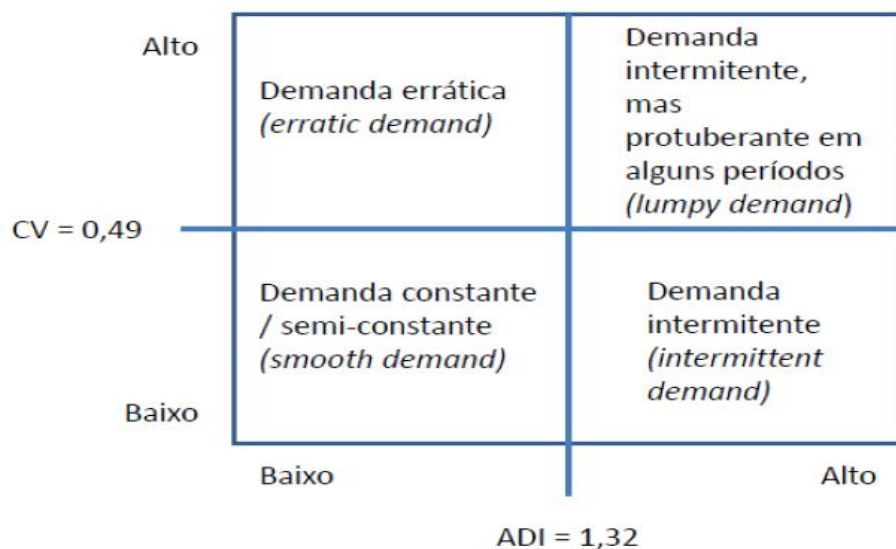 Alto
Demanda errática
(erratic demand)
Demanda
intermitente,
mas
protuberante em
alguns períodos
(lumpy demand)
CV = 0,49
Demanda constante
/ semi-constante
(smooth demand)
Demanda
intermitente
(intermittent
demand)
Baixo
Baixo
Alto
ADI = 1,32